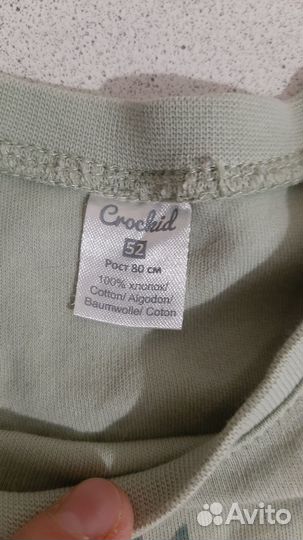 Crockid
52
Рост 80 см
100% хлопок/
Cotton/ Algodon/
Baumwolle/ Coton
Avito